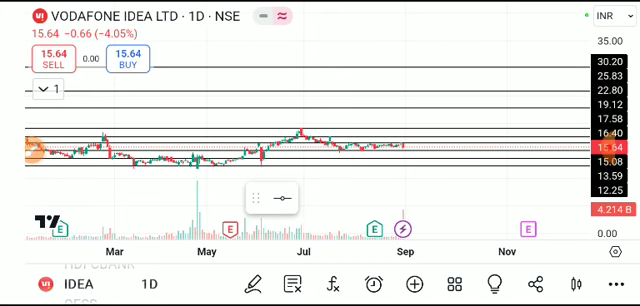 VODAFONE IDEA LTD · 1D · NSE
INR
15.64 −0.66 (−4.05%)
15.64
SELL
0.00
15.64
BUY
1
35.00
30.20
25.83
22.80
19.12
17.58
16.40
15.64
15.08
13.59
12.25
4.214 B
0.00
E
E
E
E
Mar
May
Jul
Sep
Nov
HDFCBANK
IDEA
1D